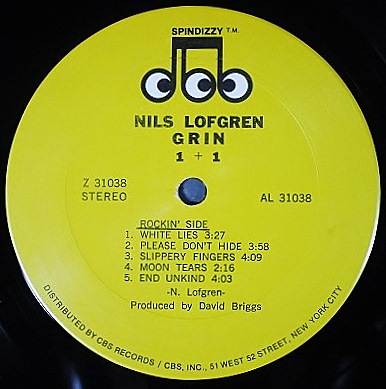 SPINDIZZY T.M.
NILS LOFGREN
GRIN
1 + 1
Z 31038
STEREO
AL 31038
ROCKIN' SIDE
1. WHITE LIES 3:27
2. PLEASE DON'T HIDE 3:58
3. SLIPPERY FINGERS 4:09
4. MOON TEARS 2:16
5. END UNKIND 4:03
-N. Lofgren-
Produced by David Briggs
DISTRIBUTED BY CBS RECORDS / CBS, INC., 51 WEST 52 STREET, NEW YORK CITY